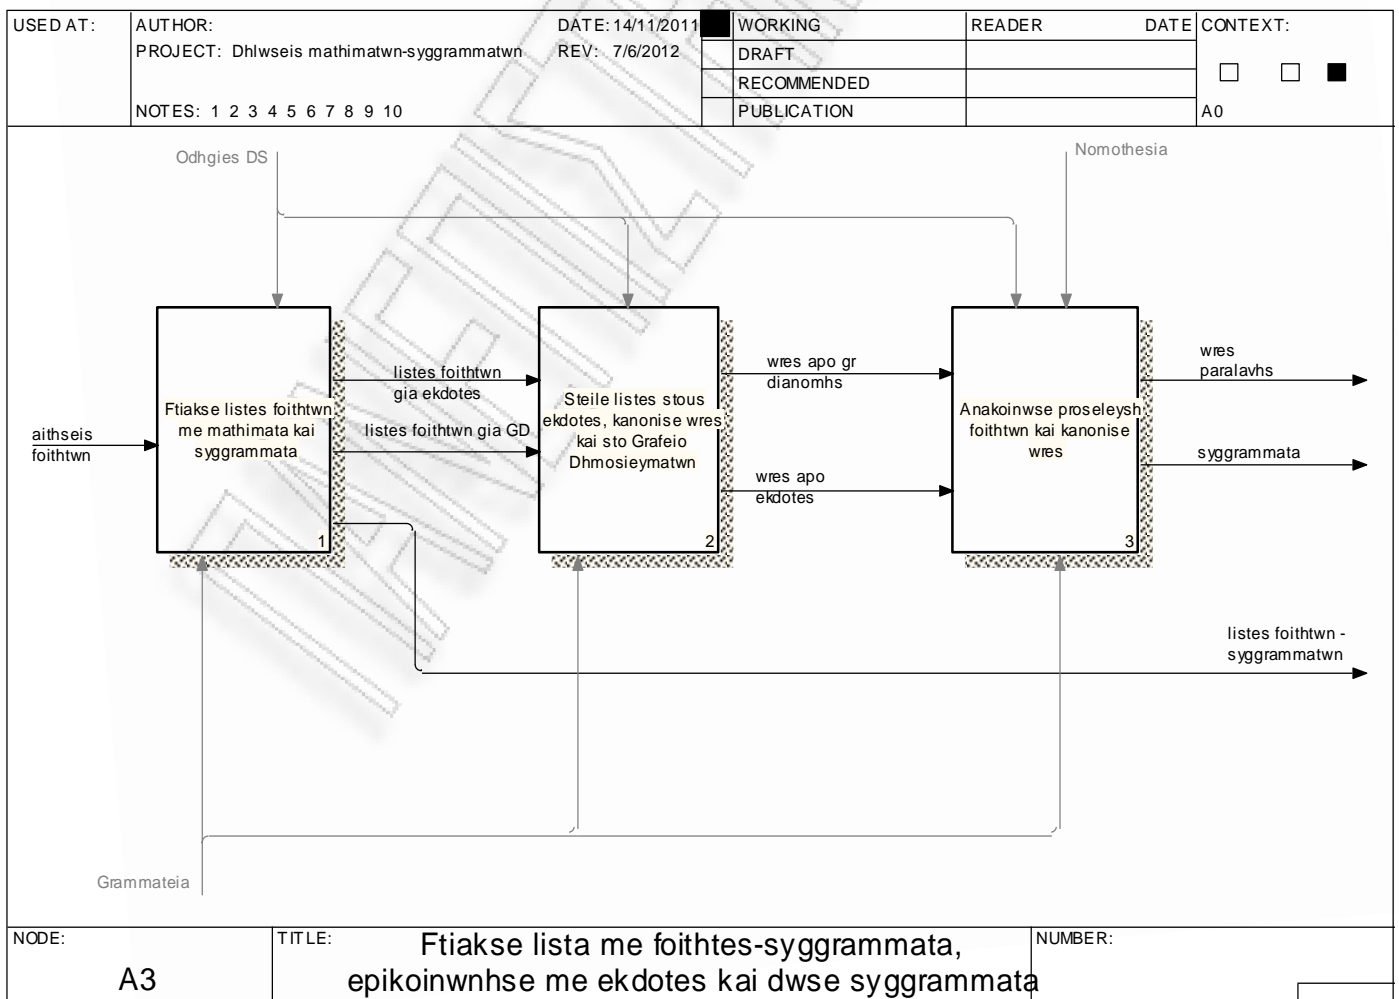 USED AT:
AUTHOR:
DATE: 14/11/2011
WORKING
READER
DATE
CONTEXT:
PROJECT: Dhlwseis mathimatwn-syggrammatwn
REV: 7/6/2012
DRAFT
RECOMMENDED
NOTES: 1 2 3 4 5 6 7 8 9 10
PUBLICATION
A0
Odhgies DS
Nomothesia
aithseis
foithtwn
Ftiakse listes foithtwn
me mathimata kai
syggrammata
1
listes foithtwn
gia ekdotes
listes foithtwn gia GD
Steile listes stous
ekdotes, kanonise wres
kai sto Grafeio
Dhmosieymatwn
2
wres apo gr
dianomhs
wres apo
ekdotes
Anakoinwse proseleysh
foithtwn kai kanonise
wres
3
wres
paralavhs
syggrammata
listes foithtwn -
syggrammatwn
Grammateia
NODE:
A3
TITLE:
Ftiakse lista me foithtes-syggrammata,
epikoinwnhse me ekdotes kai dwse syggrammata
NUMBER: